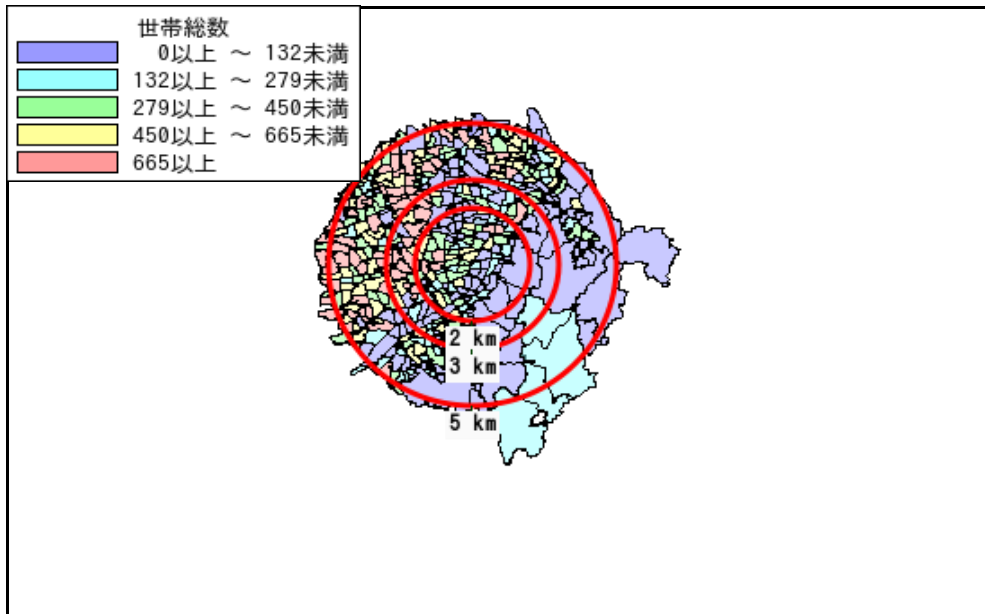 世帯総数
0以上 ～ 132未満
132以上 ～ 279未満
279以上 ～ 450未満
450以上 ～ 665未満
665以上
2 km
3 km
5 km